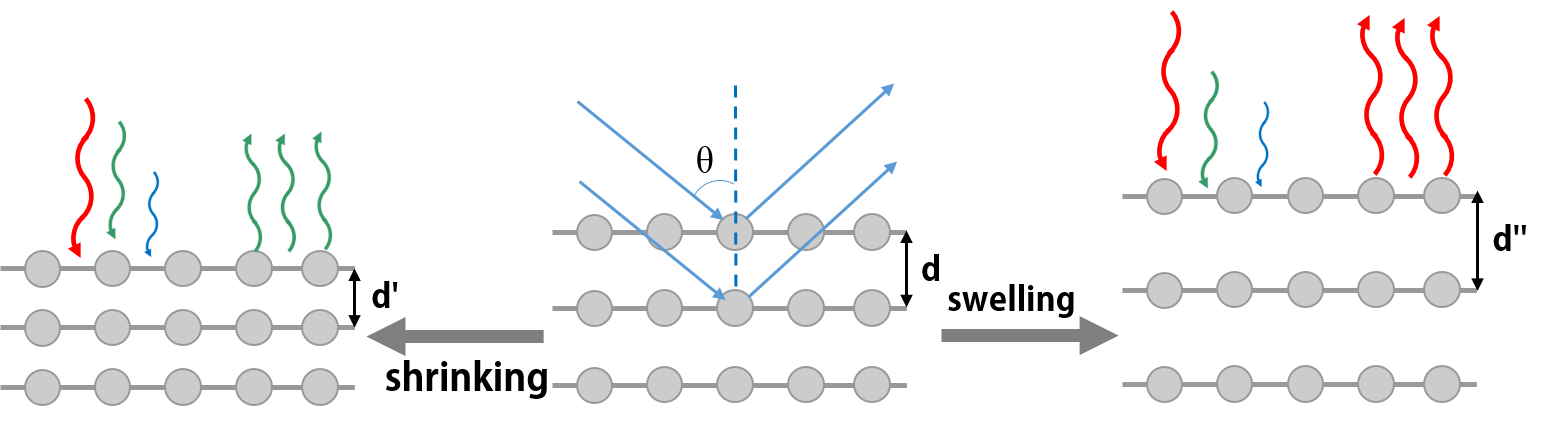 d'
shrinking
θ
d
swelling
d"